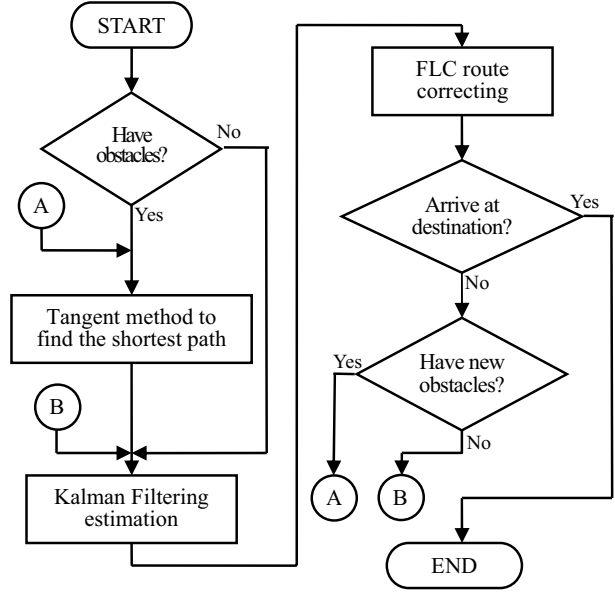 START
Have
obstacles?
No
Yes
A
Tangent method to
find the shortest path
B
Kalman Filtering
estimation
FLC route
correcting
Arrive at
destination?
Yes
No
Have new
obstacles?
Yes
No
A
B
END